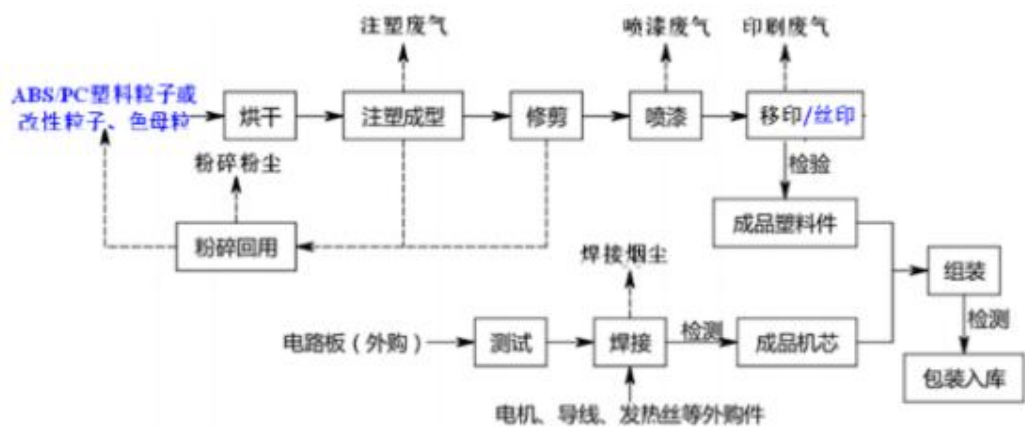 注塑废气
喷漆废气
印刷废气
ABS/PC塑料粒子或
改性粒子、色母粒
烘干
注塑成型
修剪
喷漆
移印/丝印
粉碎粉尘
检验
粉碎回用
成品塑料件
焊接烟尘
组装
电路板（外购）
测试
焊接
检测
成品机芯
检测
包装入库
电机、导线、发热丝等外购件